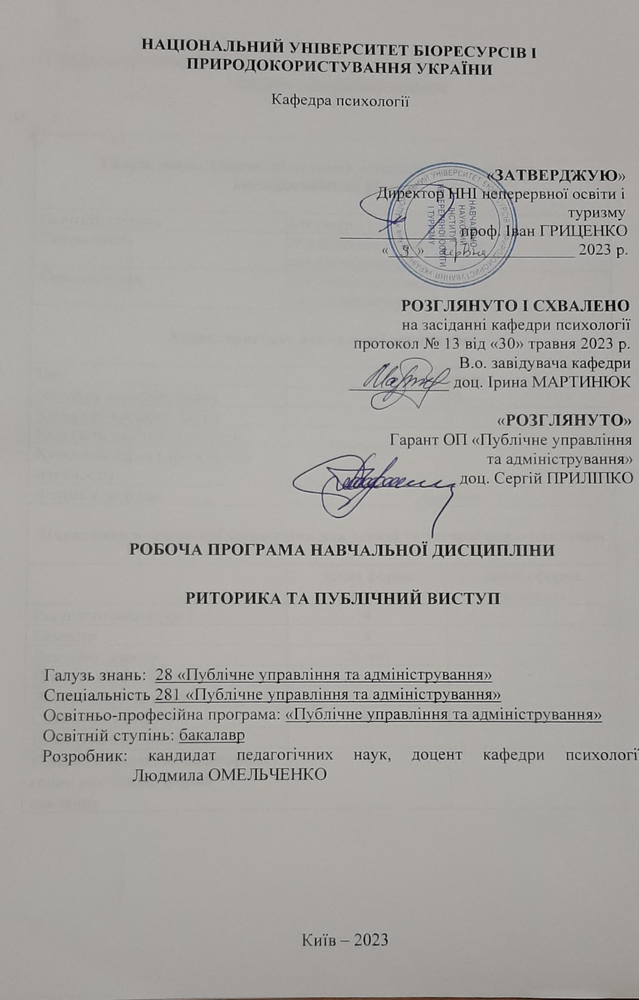 НАЦІОНАЛЬНИЙ УНІВЕРСИТЕТ БІОРЕСУРСІВ І
ПРИРОДОКОРИСТУВАННЯ УКРАЇНИ
Кафедра психології
«ЗАТВЕРДЖУЮ»
Директор ННІ неперервної освіти і
туризму
проф. Іван ГРИЦЕНКО
« 9 » червня 2023 р.
НАЦІОНАЛЬНИЙ УНІВЕРСИТЕТ БІОРЕСУРСІВ І ПРИРОДОКОРИСТУВАННЯ УКРАЇНИ * КИЇВ *
НАВЧАЛЬНО-
НАУКОВИЙ
ІНСТИТУТ
НЕПЕРЕРВНОЇ ОСВІТИ
І ТУРИЗМУ
РОЗГЛЯНУТО І СХВАЛЕНО
на засіданні кафедри психології
протокол № 13 від «30» травня 2023 р.
В.о. завідувача кафедри
доц. Ірина МАРТИНЮК
«РОЗГЛЯНУТО»
Гарант ОП «Публічне управління
та адміністрування»
доц. Сергій ПРИЛІПКО
РОБОЧА ПРОГРАМА НАВЧАЛЬНОЇ ДИСЦИПЛІНИ
РИТОРИКА ТА ПУБЛІЧНИЙ ВИСТУП
Галузь знань: 28 «Публічне управління та адміністрування»
Спеціальність 281 «Публічне управління та адміністрування»
Освітньо-професійна програма: «Публічне управління та адміністрування»
Освітній ступінь: бакалавр
Розробник: кандидат педагогічних наук, доцент кафедри психології
Людмила ОМЕЛЬЧЕНКО
Київ – 2023